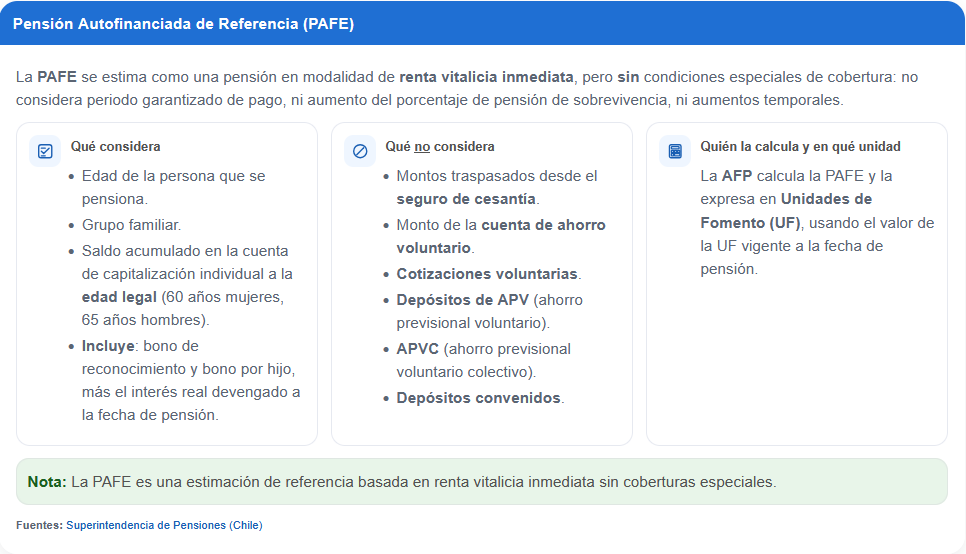 Pensión Autofinanciada de Referencia (PAFE)
La PAFE se estima como una pensión en modalidad de renta vitalicia inmediata, pero sin condiciones especiales de cobertura: no
considera periodo garantizado de pago, ni aumento del porcentaje de pensión de sobrevivencia, ni aumentos temporales.
Qué considera
• Edad de la persona que se
pensiona.
• Grupo familiar.
• Saldo acumulado en la cuenta
de capitalización individual a la
edad legal (60 años mujeres,
65 años hombres).
• Incluye: bono de
reconocimiento y bono por hijo,
más el interés real devengado a
la fecha de pensión.
Qué no considera
• Montos traspasados desde el
seguro de cesantía.
• Monto de la cuenta de ahorro
voluntario.
• Cotizaciones voluntarias.
• Depósitos de APV (ahorro
previsional voluntario).
• APVC (ahorro previsional
voluntario colectivo).
• Depósitos convenidos.
Quién la calcula y en qué unidad
La AFP calcula la PAFE y la
expresa en Unidades de
Fomento (UF), usando el valor de
la UF vigente a la fecha de
pensión.
Nota: La PAFE es una estimación de referencia basada en renta vitalicia inmediata sin coberturas especiales.
Fuentes: Superintendencia de Pensiones (Chile)